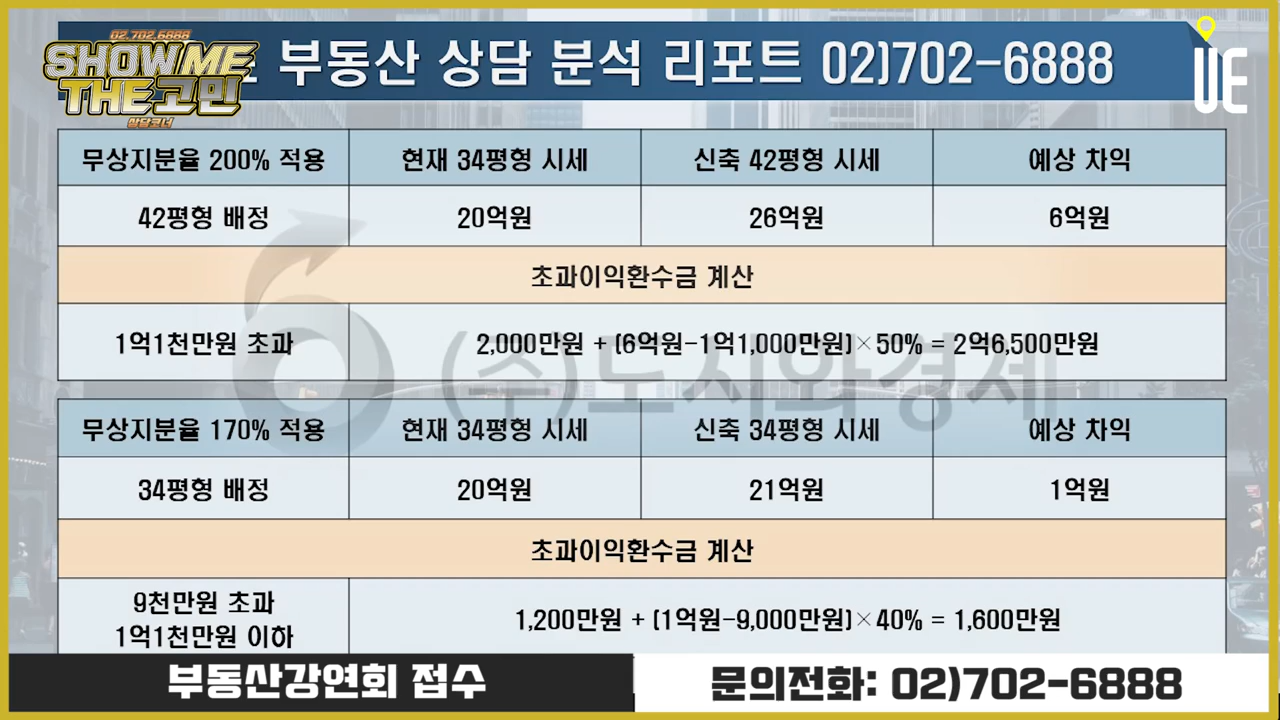 02.702.6888
SHOW ME
THE고민
상담코너
부동산 상담 분석 리포트 02)702-6888
UE
무상지분율 200% 적용 현재 34평형 시세 신축 42평형 시세 예상 차익
42평형 배정 20억원 26억원 6억원
초과이익환수금 계산
1억1천만원 초과 2,000만원 + (6억원-1억1,000만원)×50% = 2억6,500만원
(주)도시와경제
무상지분율 170% 적용 현재 34평형 시세 신축 34평형 시세 예상 차익
34평형 배정 20억원 21억원 1억원
초과이익환수금 계산
9천만원 초과
1억1천만원 이하
1,200만원 + (1억원-9,000만원)×40% = 1,600만원
부동산강연회 접수
문의전화: 02)702-6888